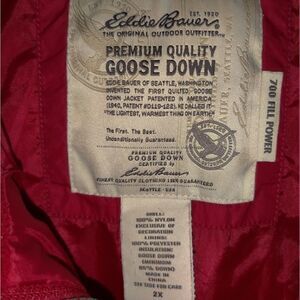 Eddie Bauer
EST. 1920
THE ORIGINAL OUTDOOR OUTFITTER
PREMIUM QUALITY
GOOSE DOWN
EDDIE BAUER OF SEATTLE, WASHINGTON
INVENTED THE FIRST QUILTED GOOSE
DOWN JACKET PATENTED IN AMERICA
(1940, PATENT #D119-122). HE CALLED IT
"THE LIGHTEST, WARMEST THING ON EARTH"
The First. The Best.
Unconditionally Guaranteed.
PREMIUM QUALITY
GOOSE DOWN
CERTIFIED by
Eddie Bauer
FINEST QUALITY CLOTHING GUARANTEED
SEATTLE - USA
700 FILL POWER
SHELL:
100% NYLON
EXCLUSIVE OF
DECORATION
LINING:
100% POLYESTER
INSULATION:
GOOSE DOWN
(MINIMUM
85% DOWN)
MADE IN
CHINA
SEE SIDE FOR CARE
2X